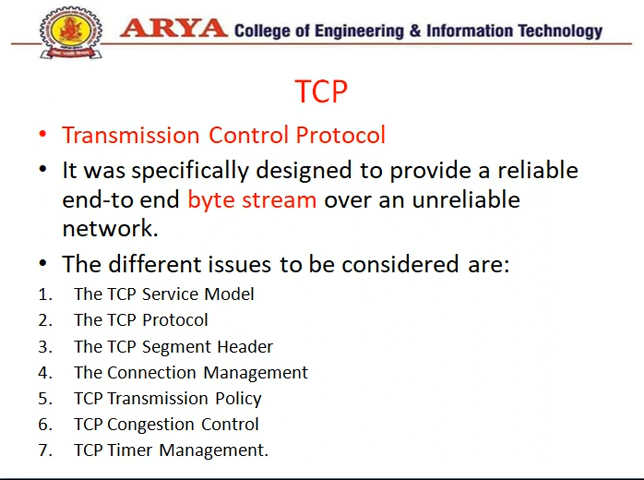 ARYA College of Engineering & Information Technology
TCP
• Transmission Control Protocol
• It was specifically designed to provide a reliable
end-to end byte stream over an unreliable
network.
• The different issues to be considered are:
1. The TCP Service Model
2. The TCP Protocol
3. The TCP Segment Header
4. The Connection Management
5. TCP Transmission Policy
6. TCP Congestion Control
7. TCP Timer Management.